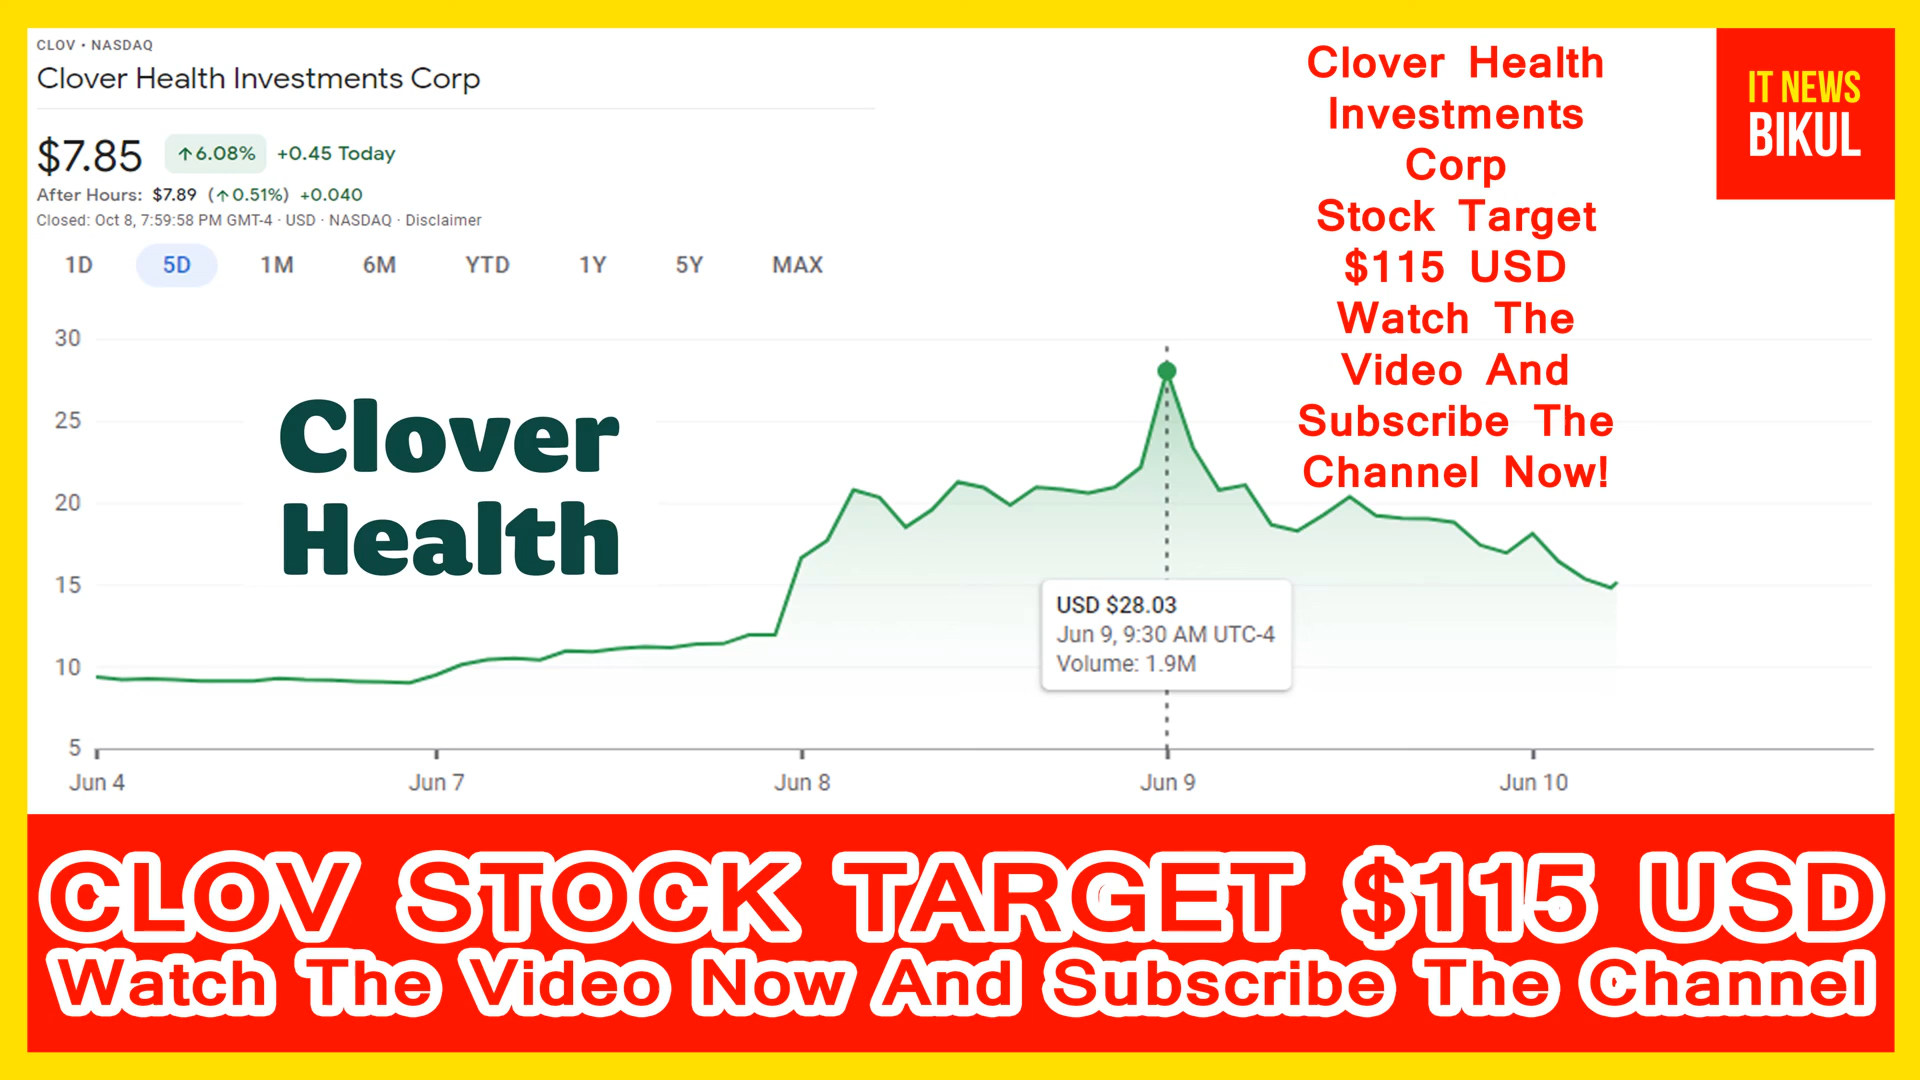 CLOV • NASDAQ
Clover Health Investments Corp
$7.85 ↑6.08% +0.45 Today
After Hours: $7.89 (↑0.51%) +0.040
Closed: Oct 8, 7:59:58 PM GMT-4 · USD · NASDAQ · Disclaimer
1D 5D 1M 6M YTD 1Y 5Y MAX
Clover Health
Investments
Corp
Stock Target
$115 USD
Watch The
Video And
Subscribe The
Channel Now!
IT NEWS
BIKUL
30
25
20
15
10
5
Clover
Health
USD $28.03
Jun 9, 9:30 AM UTC-4
Volume: 1.9M
Jun 4 Jun 7 Jun 8 Jun 9 Jun 10
CLOV STOCK TARGET $115 USD
Watch The Video Now And Subscribe The Channel